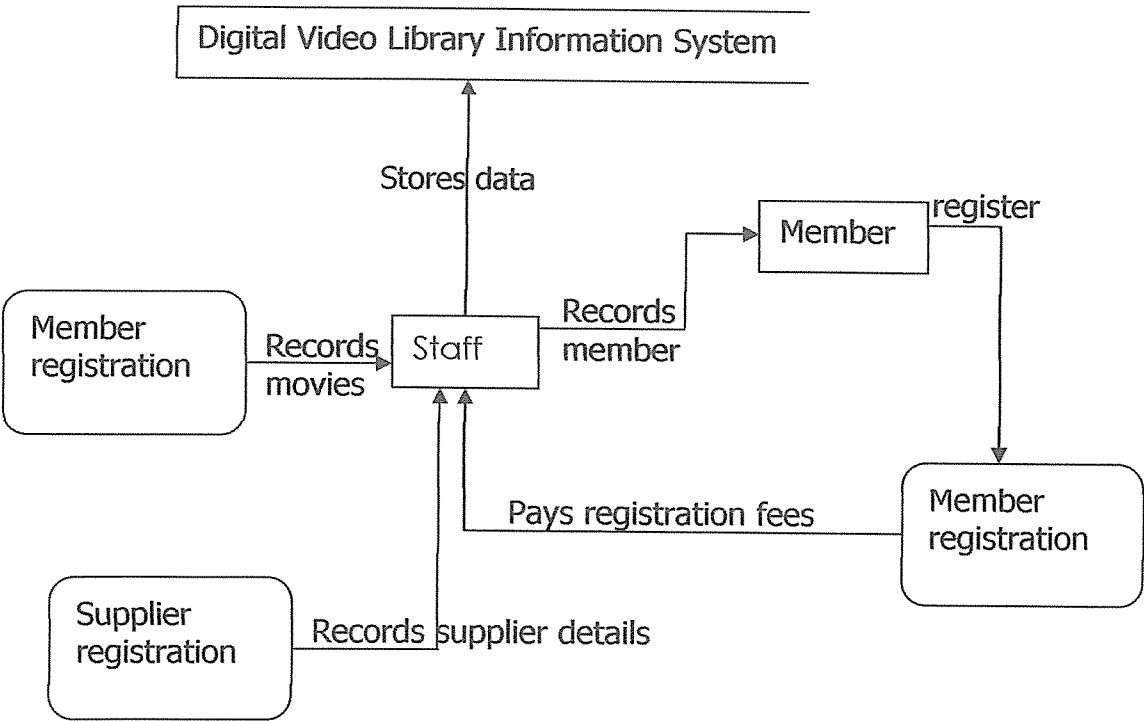 Digital Video Library Information System
Stores data
Member
register
Records
member
Member
registration
Records
movies
Staff
Member
registration
Pays registration fees
Supplier
registration
Records supplier details